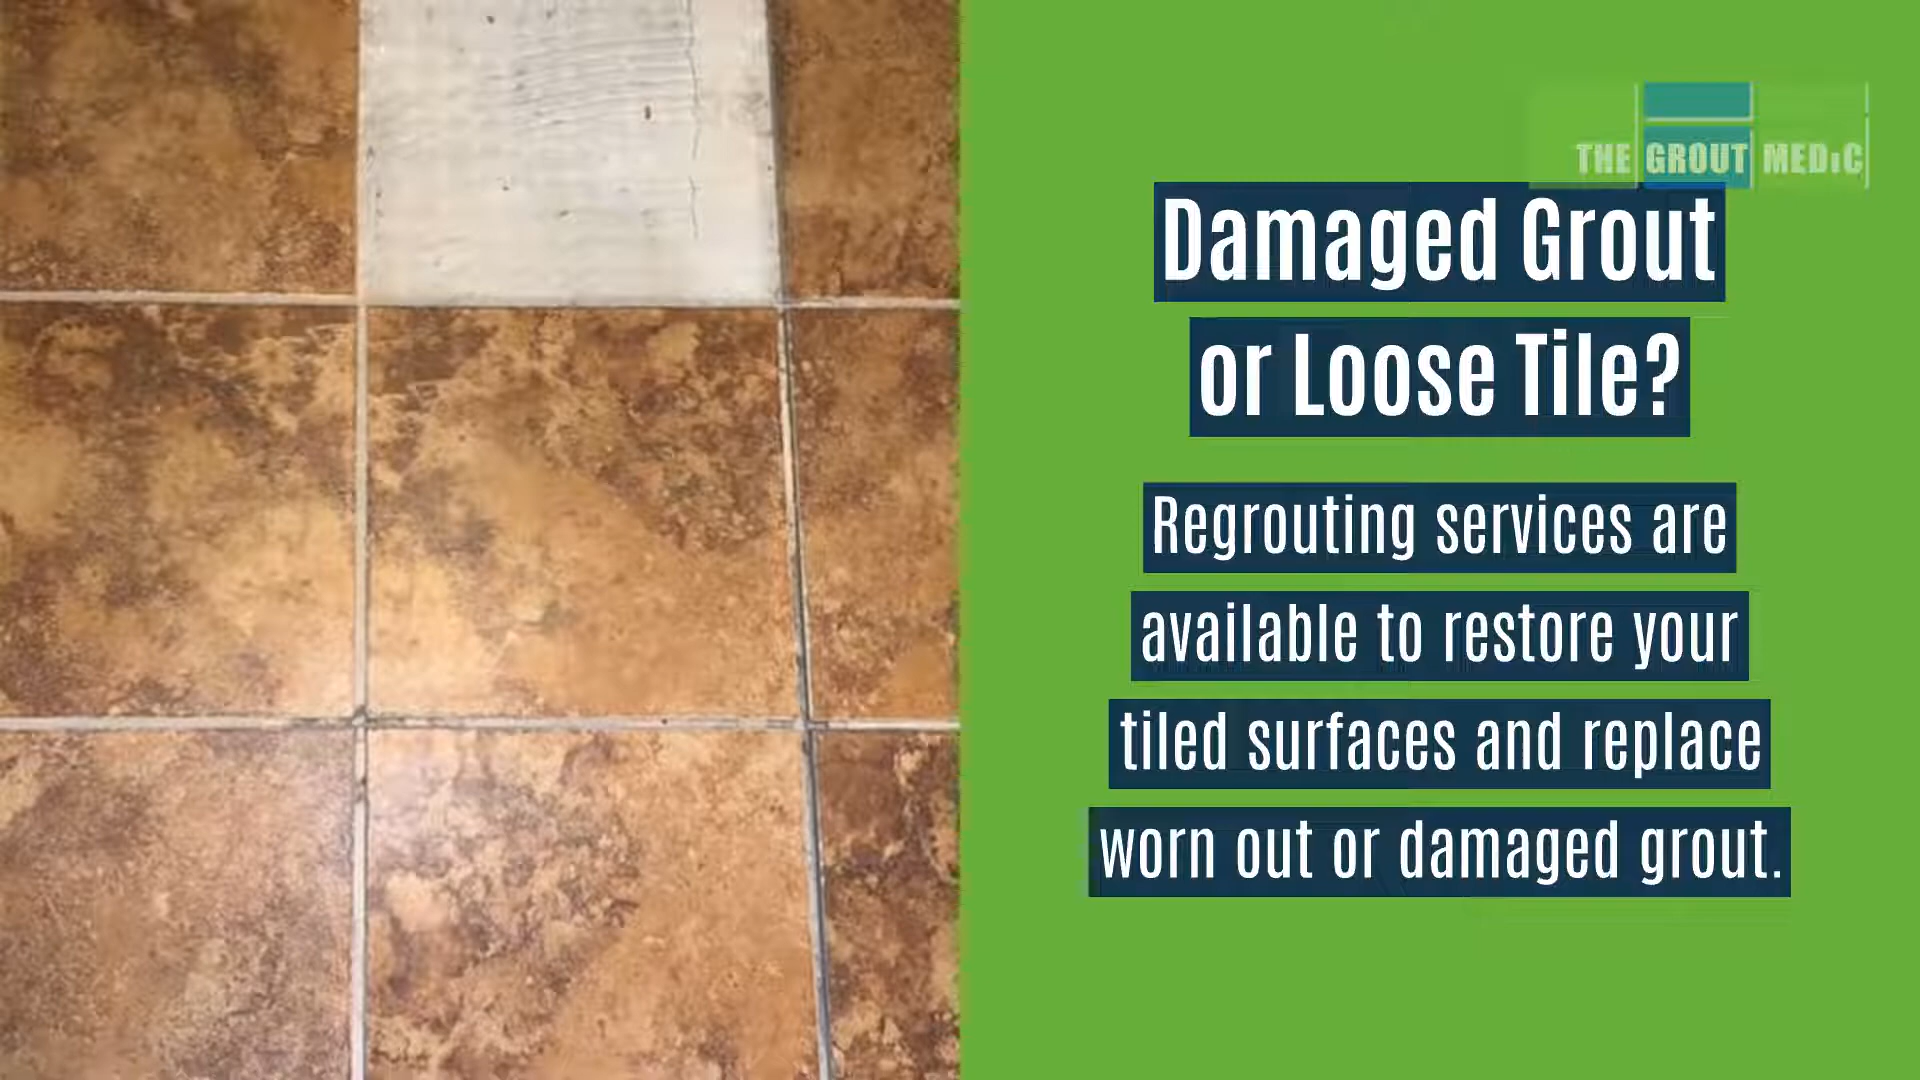 THE GROUT MEDIC
Damaged Grout
or Loose Tile?
Regrouting services are
available to restore your
tiled surfaces and replace
worn out or damaged grout.